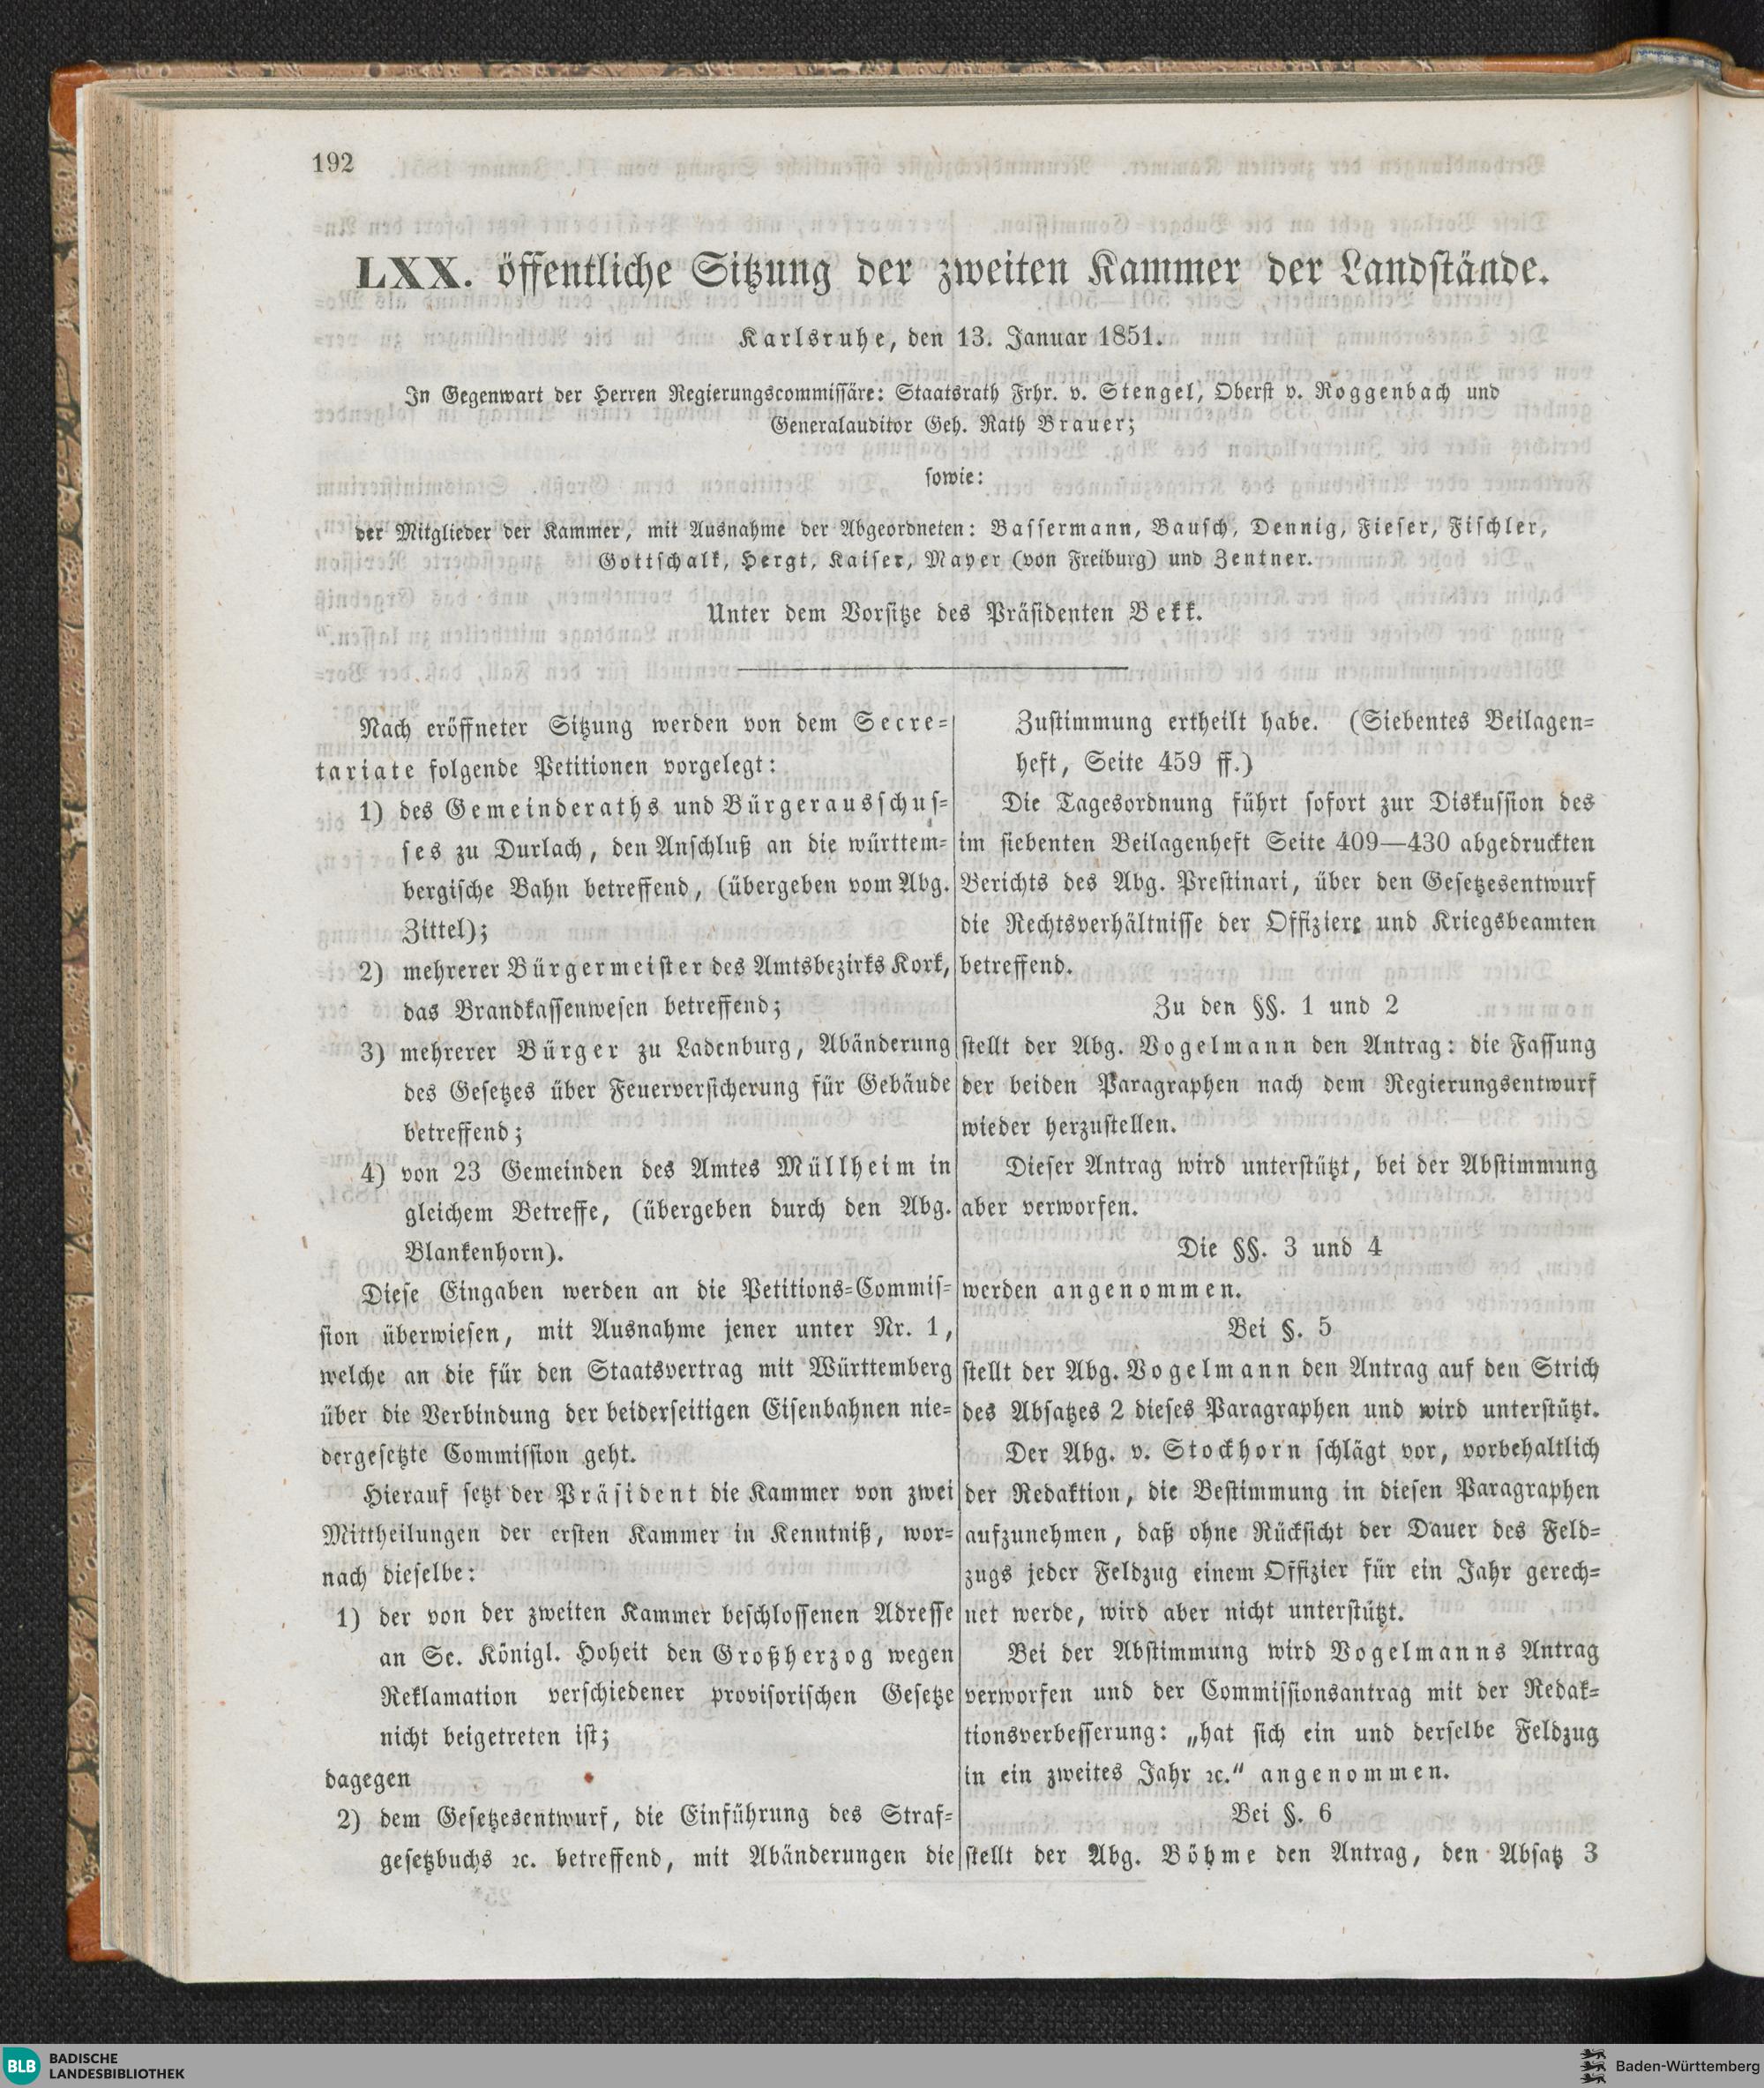 192
LXX. öffentliche Sitzung der zweiten Kammer der Landstände.
Karlsruhe, den 13. Januar 1851.
In Gegenwart der Herren Regierungscommissäre: Staatsrath Frhr. v. Stengel, Oberst v. Roggenbach und
Generalauditor Geh. Rath Brauer;
sowie:
der Mitglieder der Kammer, mit Ausnahme der Abgeordneten: Bassermann, Bausch, Dennig, Fieser, Fischler,
Gottschalk, Hergt, Kaiser, Mayer (von Freiburg) und Zentner.
Unter dem Vorsitze des Präsidenten Bekk.
Nach eröffneter Sitzung werden von dem Secre-
tariate folgende Petitionen vorgelegt:
1) des Gemeinderaths und Bürgerausschus-
ses zu Durlach, den Anschluß an die württem-
bergische Bahn betreffend, (übergeben vom Abg.
Zittel);
2) mehrerer Bürgermeister des Amtsbezirks Kork,
das Brandkassenwesen betreffend;
3) mehrerer Bürger zu Ladenburg, Abänderung
des Gesetzes über Feuerversicherung für Gebäude
betreffend;
4) von 23 Gemeinden des Amtes Müllheim in
gleichem Betreffe, (übergeben durch den Abg.
Blankenhorn).
Diese Eingaben werden an die Petitions-Commis-
sion überwiesen, mit Ausnahme jener unter Nr. 1,
welche an die für den Staatsvertrag mit Württemberg
über die Verbindung der beiderseitigen Eisenbahnen nie-
dergesetzte Commission geht.
Hierauf setzt der Präsident die Kammer von zwei
Mittheilungen der ersten Kammer in Kenntniß, wor-
nach dieselbe:
1) der von der zweiten Kammer beschlossenen Adresse
an Se. Königl. Hoheit den Großherzog wegen
Reklamation verschiedener provisorischen Gesetze
nicht beigetreten ist;
dagegen
2) dem Gesetzesentwurf, die Einführung des Straf-
gesetzbuchs ꝛc. betreffend, mit Abänderungen die
Zustimmung ertheilt habe. (Siebentes Beilagen-
heft, Seite 459 ff.)
Die Tagesordnung führt sofort zur Diskussion des
im siebenten Beilagenheft Seite 409—430 abgedruckten
Berichts des Abg. Prestinari, über den Gesetzesentwurf
die Rechtsverhältnisse der Offiziere und Kriegsbeamten
betreffend.
Zu den §§. 1 und 2
stellt der Abg. Vogelmann den Antrag: die Fassung
der beiden Paragraphen nach dem Regierungsentwurf
wieder herzustellen.
Dieser Antrag wird unterstützt, bei der Abstimmung
aber verworfen.
Die §§. 3 und 4
werden angenommen.
Bei §. 5
stellt der Abg. Vogelmann den Antrag auf den Strich
des Absatzes 2 dieses Paragraphen und wird unterstützt.
Der Abg. v. Stockhorn schlägt vor, vorbehaltlich
der Redaktion, die Bestimmung in diesen Paragraphen
aufzunehmen, daß ohne Rücksicht der Dauer des Feld-
zugs jeder Feldzug einem Offizier für ein Jahr gerech-
net werde, wird aber nicht unterstützt.
Bei der Abstimmung wird Vogelmanns Antrag
verworfen und der Commissionsantrag mit der Redak-
tionsverbesserung: „hat sich ein und derselbe Feldzug
in ein zweites Jahr ꝛc.“ angenommen.
Bei §. 6
stellt der Abg. Böhme den Antrag, den Absatz 3
BLB BADISCHE
LANDESBIBLIOTHEK
Baden-Württemberg